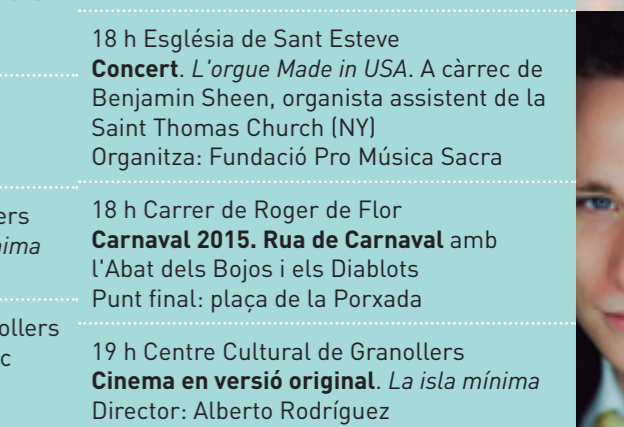 ers
nima
ollers
c
18 h Església de Sant Esteve
Concert. L'orgue Made in USA. A càrrec de
Benjamin Sheen, organista assistent de la
Saint Thomas Church (NY)
Organitza: Fundació Pro Música Sacra
18 h Carrer de Roger de Flor
Carnaval 2015. Rua de Carnaval amb
l'Abat dels Bojos i els Diablots
Punt final: plaça de la Porxada
19 h Centre Cultural de Granollers
Cinema en versió original. La isla mínima
Director: Alberto Rodríguez